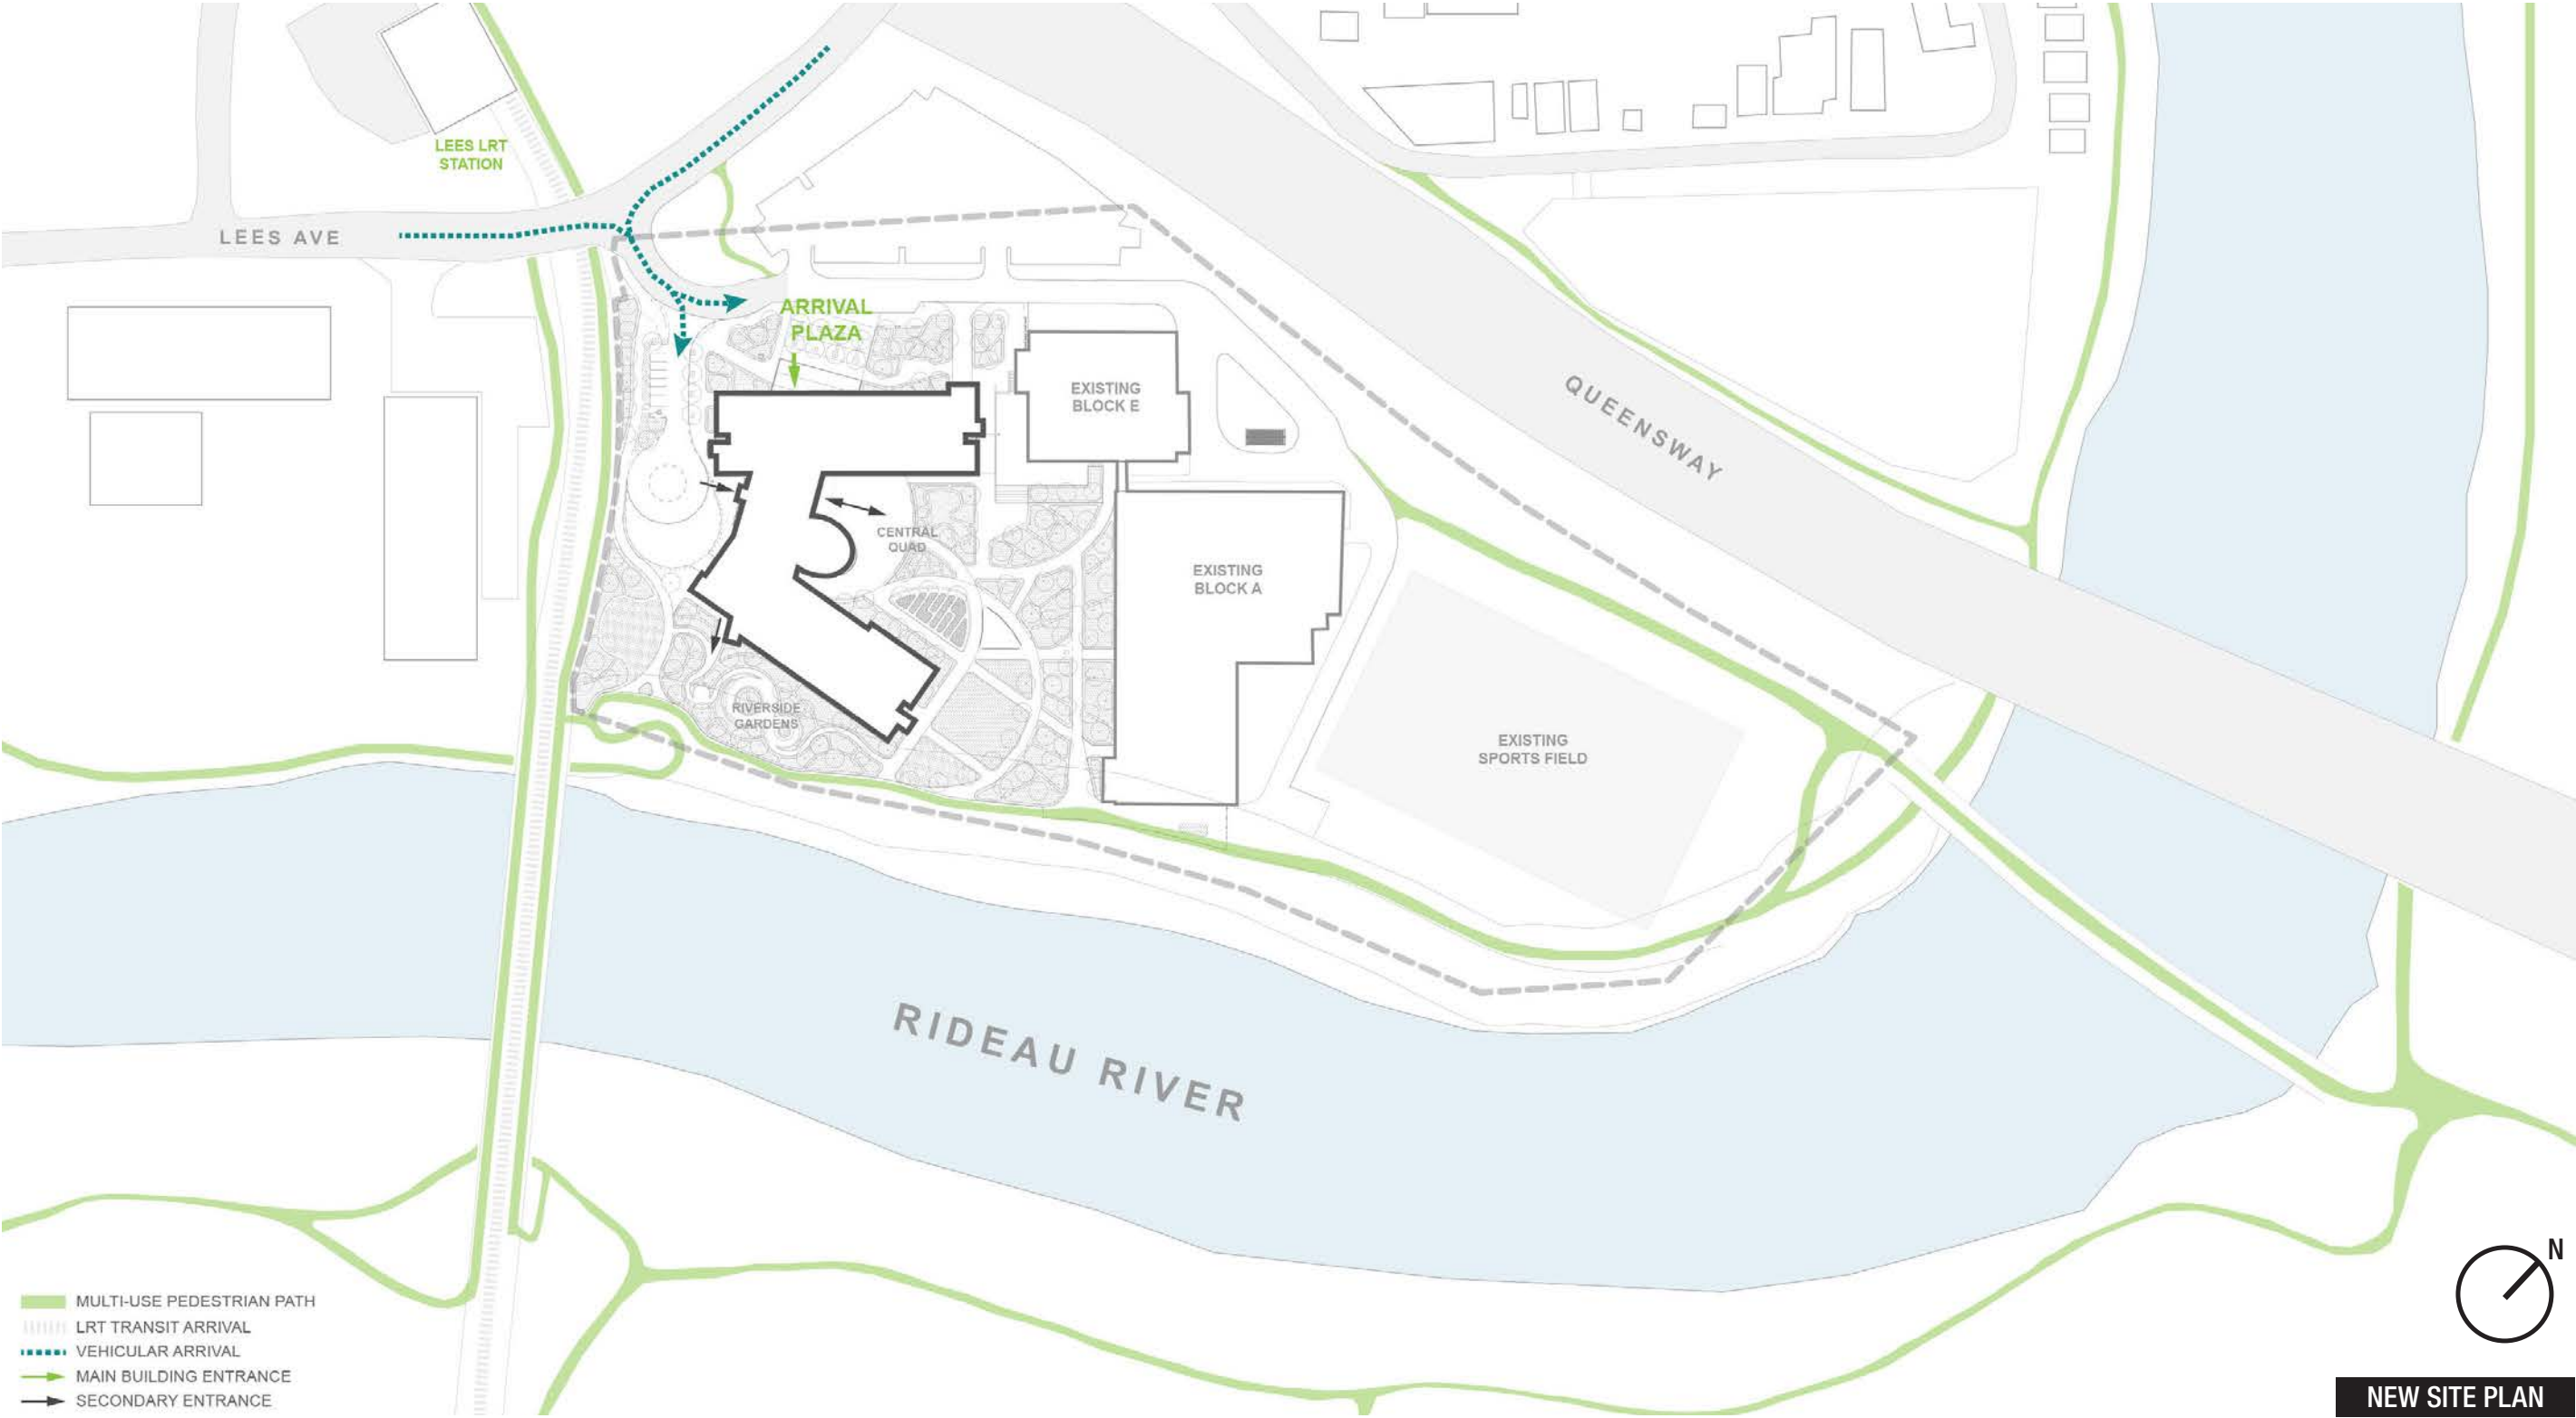 LEES LRT
STATION
LEES AVE
ARRIVAL
PLAZA
EXISTING
BLOCK E
QUEENSWAY
CENTRAL
QUAD
EXISTING
BLOCK A
RIVERSIDE
GARDENS
EXISTING
SPORTS FIELD
RIDEAU RIVER
MULTI-USE PEDESTRIAN PATH
LRT TRANSIT ARRIVAL
VEHICULAR ARRIVAL
MAIN BUILDING ENTRANCE
SECONDARY ENTRANCE
N
NEW SITE PLAN